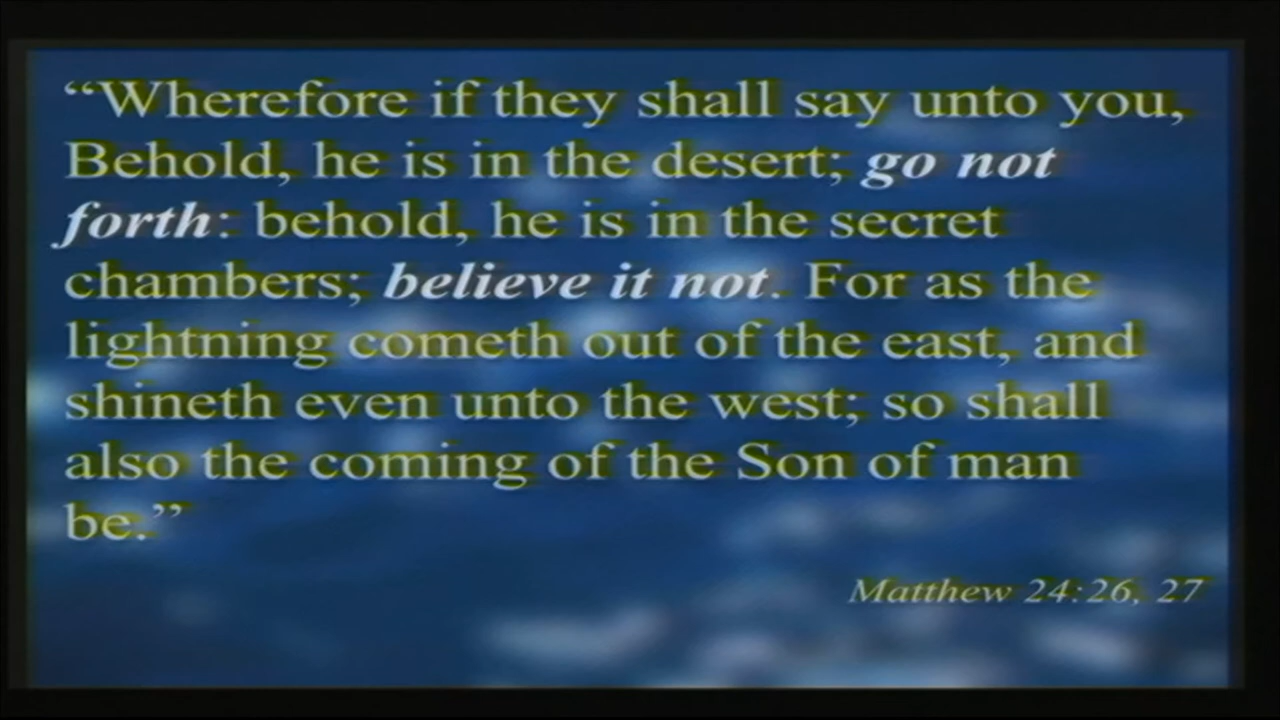 “Wherefore if they shall say unto you,
Behold, he is in the desert; go not
forth: behold, he is in the secret
chambers; believe it not. For as the
lightning cometh out of the east, and
shineth even unto the west; so shall
also the coming of the Son of man
be.”
Matthew 24:26, 27